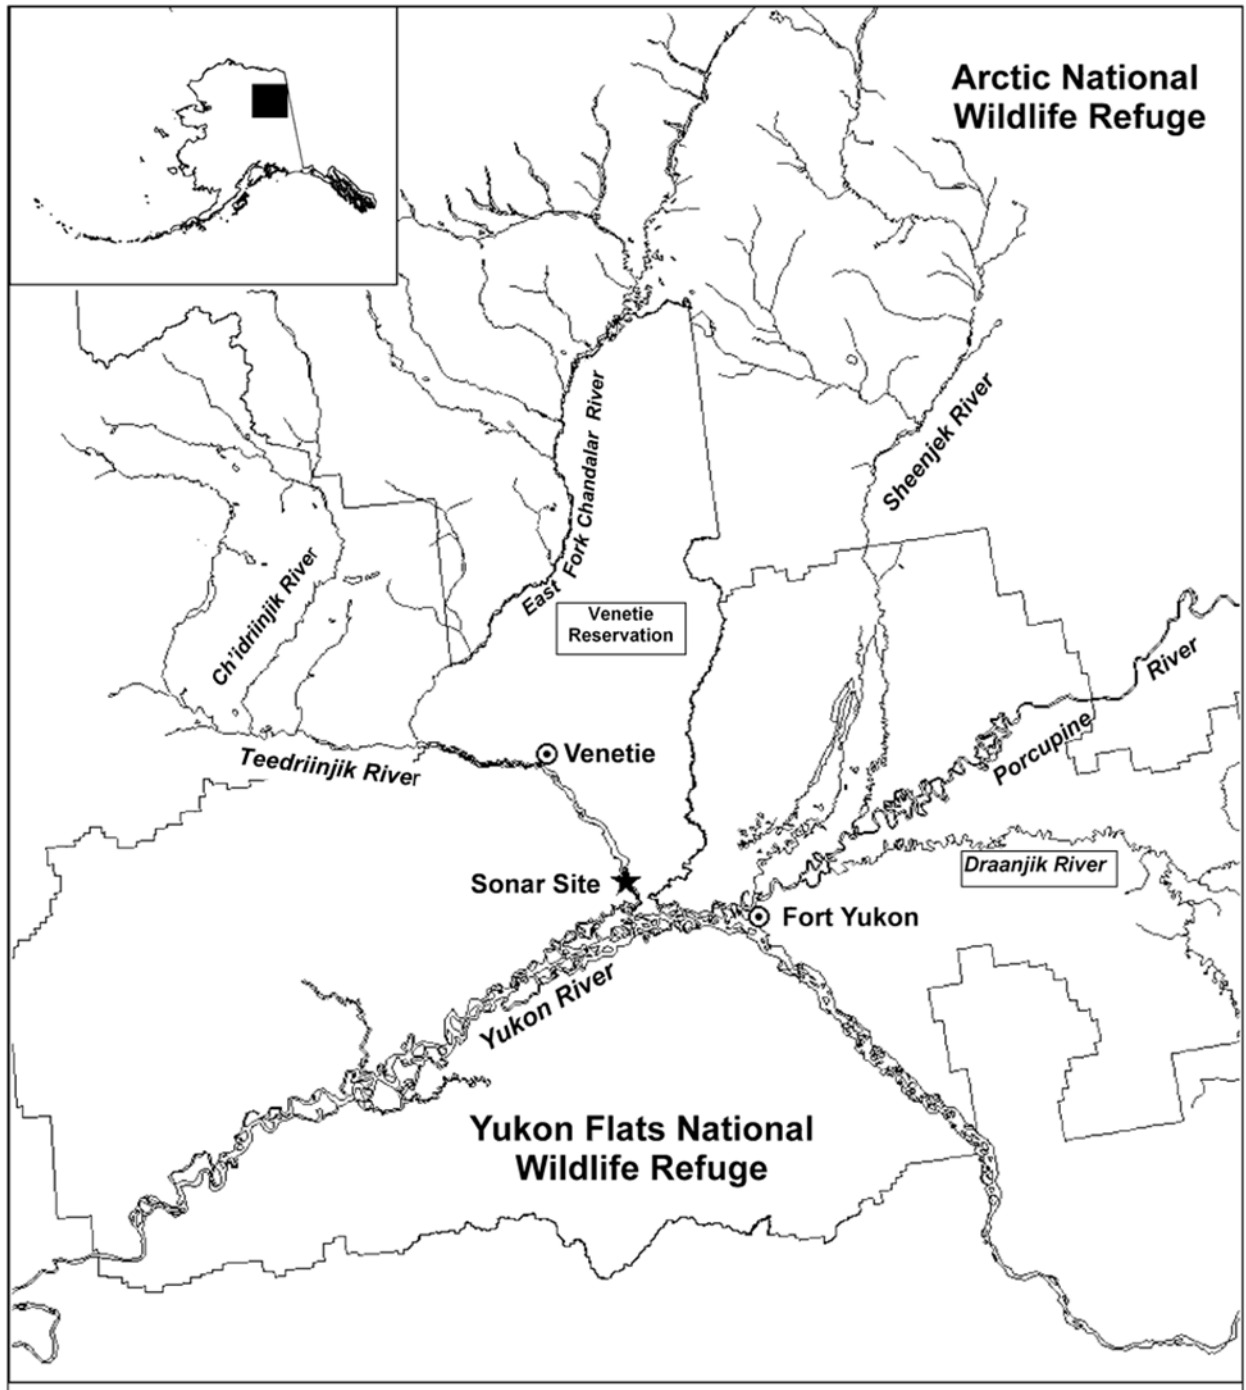 Arctic National
Wildlife Refuge
East Fork Chandalar River
Sheenjek River
Ch'idriinjik River
Venetie
Reservation
Porcupine River
Teedriinjik River
Venetie
Draanjik River
Sonar Site
Fort Yukon
Yukon River
Yukon Flats National
Wildlife Refuge